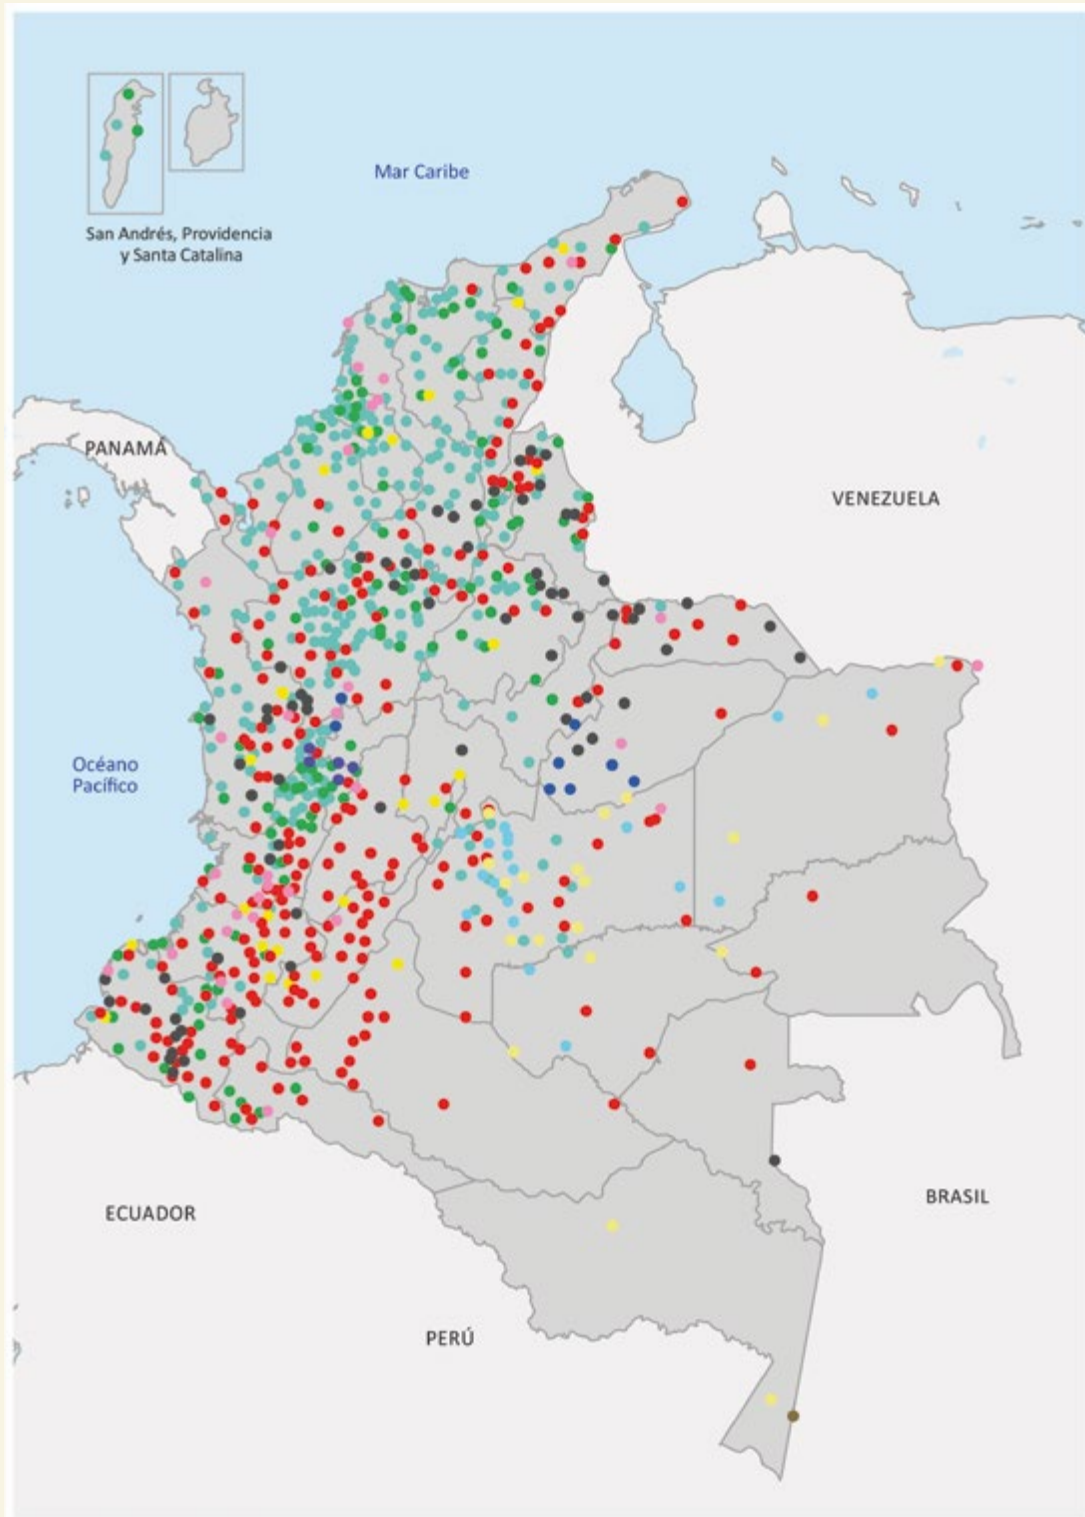 Mar Caribe
San Andrés, Providencia
y Santa Catalina
PANAMÁ
VENEZUELA
Océano
Pacífico
ECUADOR
BRASIL
PERÚ